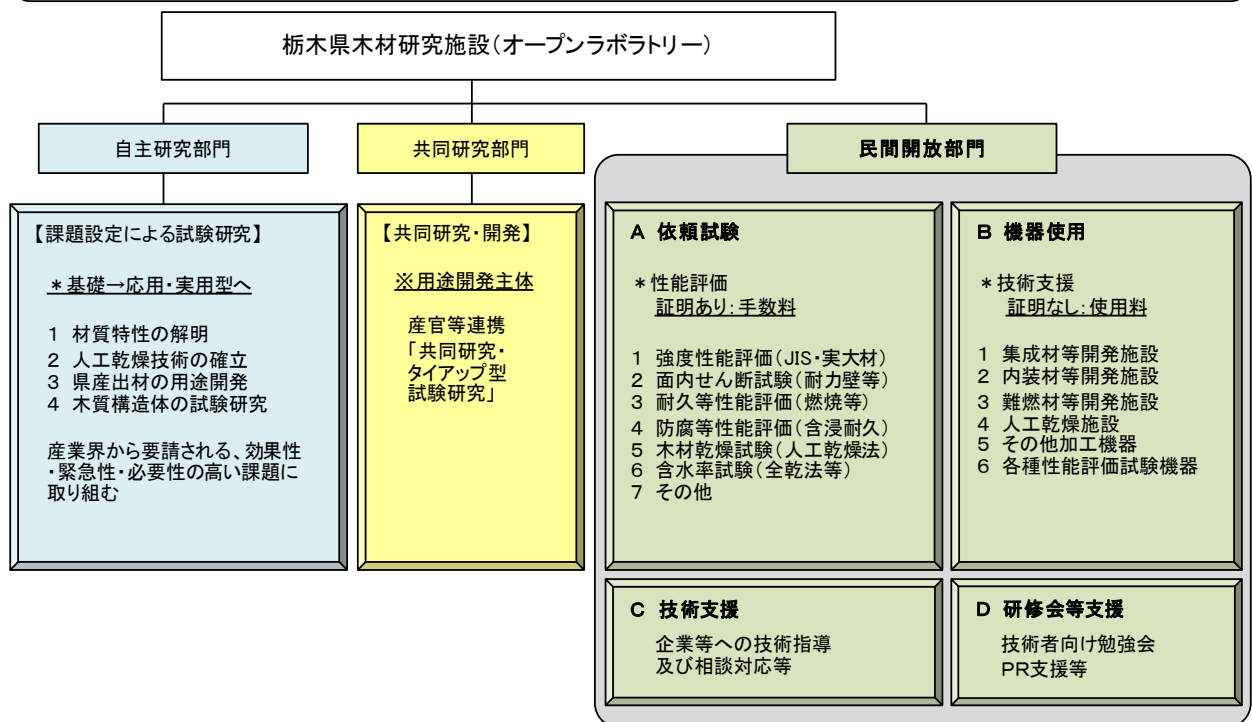 栃木県木材研究施設(オープンラボラトリー)
自主研究部門
共同研究部門
民間開放部門
【課題設定による試験研究】
＊基礎→応用・実用型へ
1 材質特性の解明
2 人工乾燥技術の確立
3 県産出材の用途開発
4 木質構造体の試験研究
産業界から要請される、効果性
・緊急性・必要性の高い課題に
取り組む
【共同研究・開発】
※用途開発主体
産官等連携
「共同研究・
タイアップ型
試験研究」
A 依頼試験
＊性能評価
証明あり:手数料
1 強度性能評価(JIS・実大材)
2 面内せん断試験(耐力壁等)
3 耐久等性能評価(燃焼等)
4 防腐等性能評価(含浸耐久)
5 木材乾燥試験(人工乾燥法)
6 含水率試験(全乾法等)
7 その他
B 機器使用
＊技術支援
証明なし:使用料
1 集成材等開発施設
2 内装材等開発施設
3 難燃材等開発施設
4 人工乾燥施設
5 その他加工機器
6 各種性能評価試験機器
C 技術支援
企業等への技術指導
及び相談対応等
D 研修会等支援
技術者向け勉強会
PR支援等